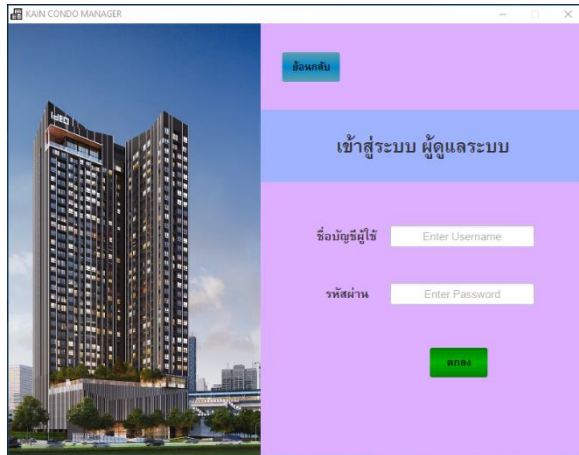 KAIN CONDO MANAGER
ย้อนกลับ
เข้าสู่ระบบ ผู้ดูแลระบบ
ชื่อบัญชีผู้ใช้
Enter Username
รหัสผ่าน
Enter Password
ตกลง